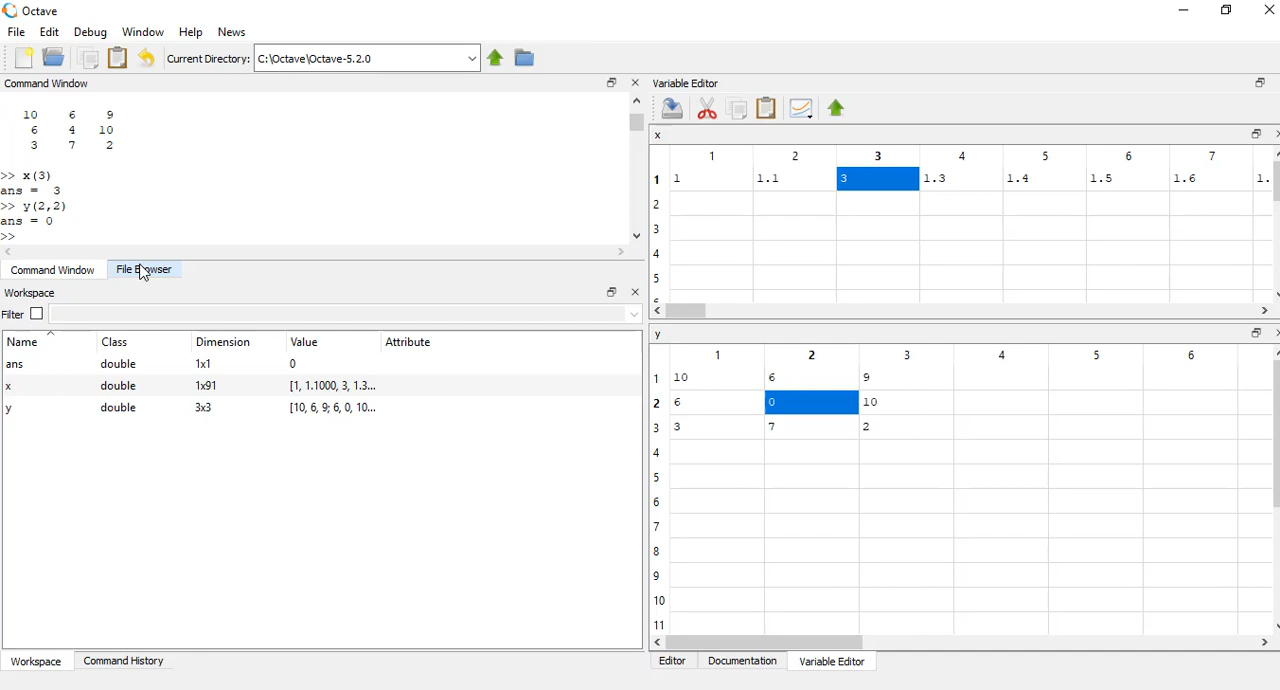 Octave
File Edit Debug Window Help News
Current Directory: C:\Octave\Octave-5.2.0
Command Window
10 6 9
6 4 10
3 7 2
>> x(3)
ans = 3
>> y(2,2)
ans = 0
>>
Command Window File Browser
Workspace
Filter
Name Class Dimension Value Attribute
ans double 1x1 0
x double 1x91 [1, 1.1000, 3, 1.3...
y double 3x3 [10, 6, 9; 6, 0, 10...
Workspace Command History
Variable Editor
x
1 2 3 4 5 6 7
1 1 1.1 3 1.3 1.4 1.5 1.6 1.
2
3
4
5
y
1 2 3 4 5 6
1 10 6 9
2 6 0 10
3 3 7 2
4
5
6
7
8
9
10
11
Editor Documentation Variable Editor